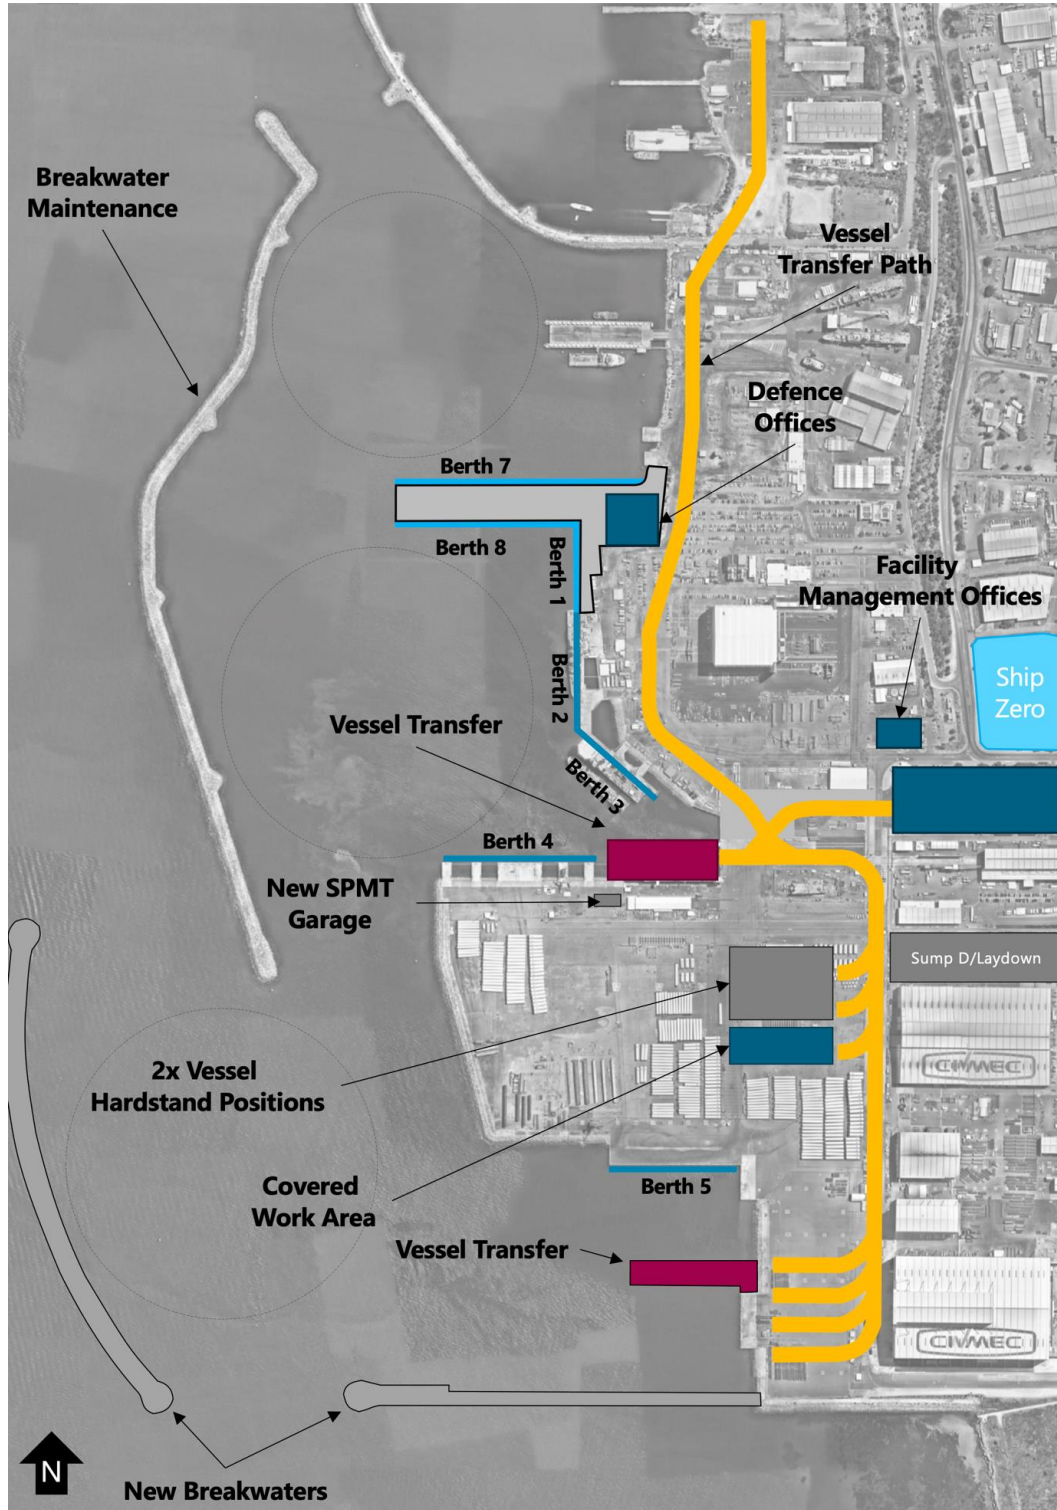 Breakwater
Maintenance
Vessel
Transfer Path
Defence
Offices
Berth 7
Berth 8
Berth 1
Facility
Management Offices
Berth 2
Ship
Zero
Vessel Transfer
Berth 3
Berth 4
New SPMT
Garage
Sump D/Laydown
2x Vessel
Hardstand Positions
CIVMEC
Covered
Work Area
Berth 5
Vessel Transfer
CIVMEC
N
New Breakwaters